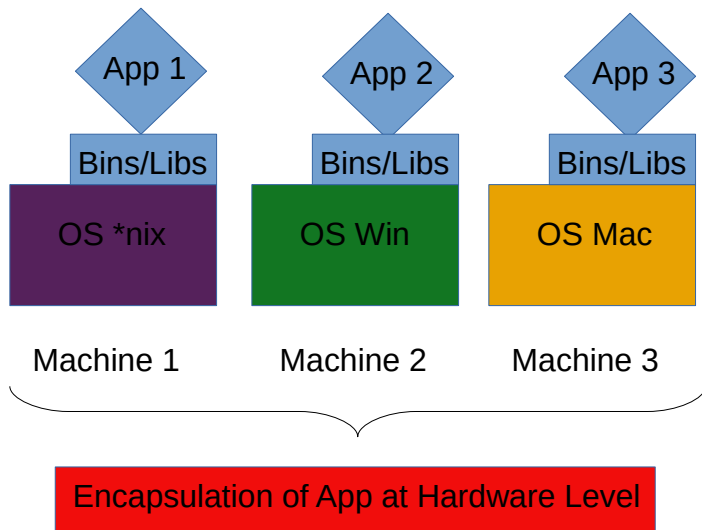 App 1
App 2
App 3
Bins/Libs
Bins/Libs
Bins/Libs
OS *nix
OS Win
OS Mac
Machine 1
Machine 2
Machine 3
Encapsulation of App at Hardware Level